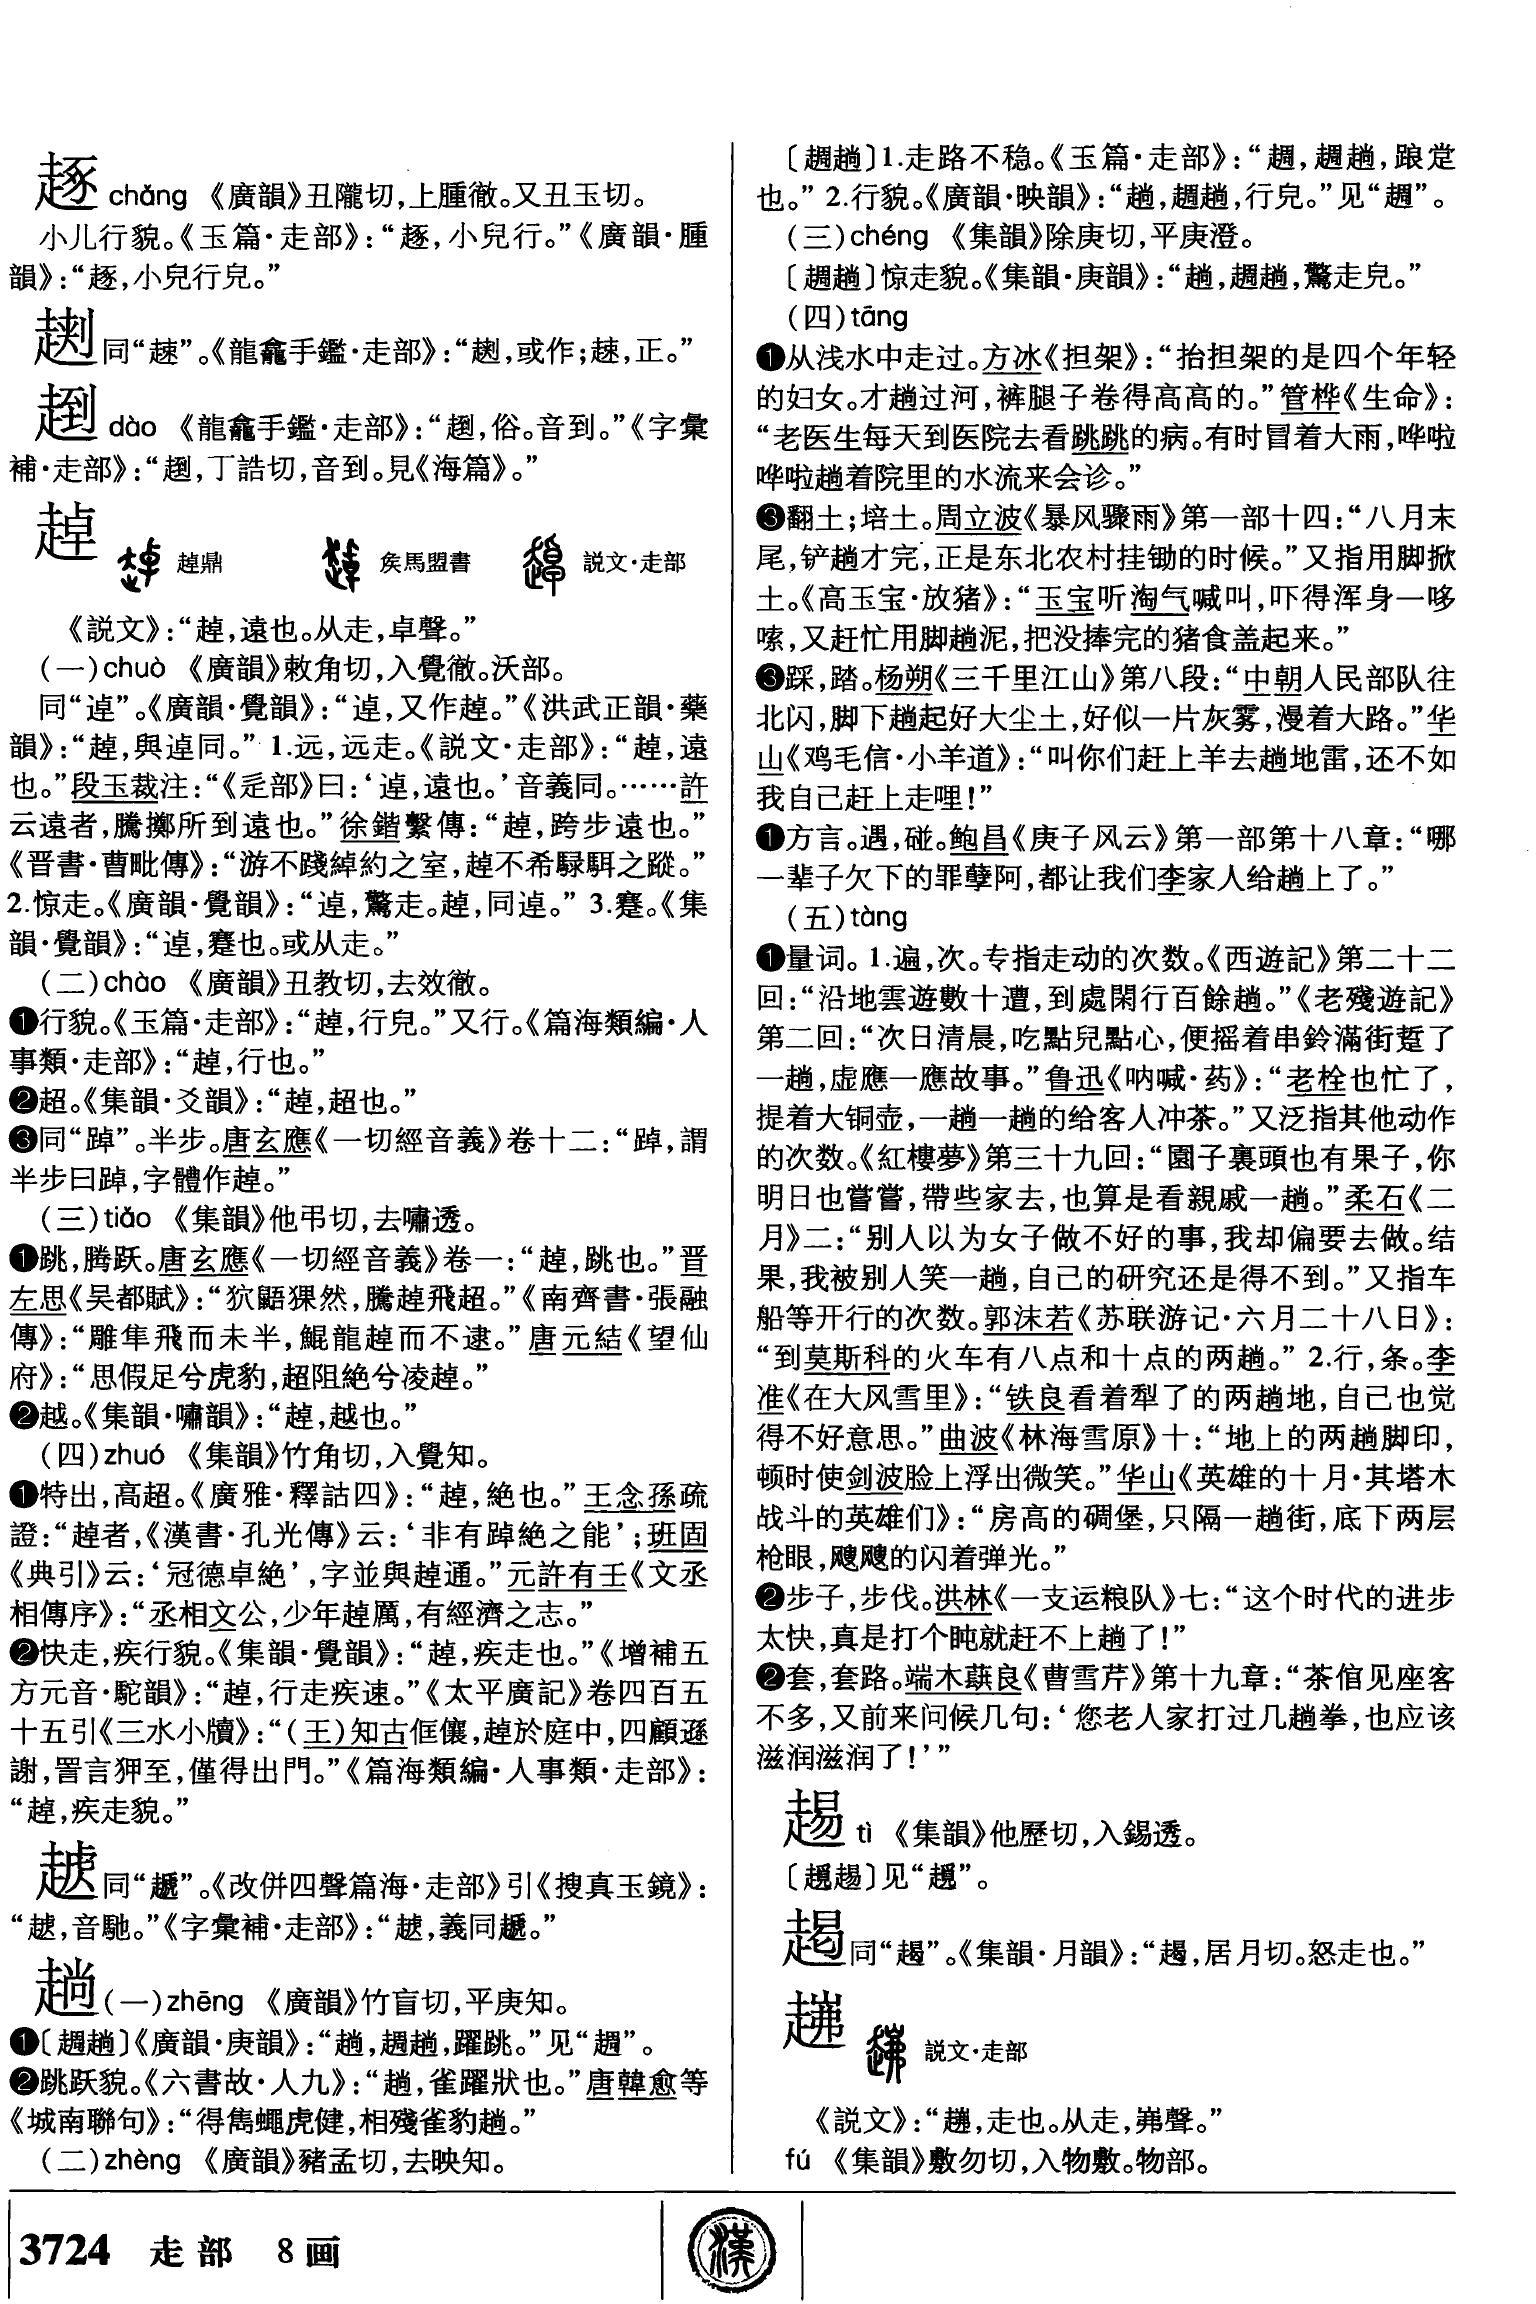 䞼 chǎng 《廣韻》丑隴切，上腫徹。又丑玉切。
小儿行貌。《玉篇·走部》：“䞼，小兒行。”《廣韻·腫
韻》：“䞼，小兒行皃。”
同“趚”。《龍龕手鑑·走部》：“，或作；趚，正。”
dào 《龍龕手鑑·走部》：“，俗。音到。”《字彙
補·走部》：“，丁誥切，音到。見《海篇》。”
趠 趠鼎 矦馬盟書 説文·走部
《説文》：“趠，遠也。从走，卓聲。”
（一）chuò 《廣韻》敕角切，入覺徹。沃部。
同“逴”。《廣韻·覺韻》：“逴，又作趠。”《洪武正韻·藥
韻》：“趠，與逴同。” 1.远，远走。《説文·走部》：“趠，遠
也。”段玉裁注：“《辵部》曰：‘逴，遠也。’音義同。……許
云遠者，騰擲所到遠也。”徐鍇繫傳：“趠，跨步遠也。”
《晋書·曹毗傳》：“游不踐綽約之室，趠不希騄駬之蹤。”
2.惊走。《廣韻·覺韻》：“逴，驚走。趠，同逴。” 3.蹇。《集
韻·覺韻》：“逴，蹇也。或从走。”
（二）chào 《廣韻》丑教切，去效徹。
❶行貌。《玉篇·走部》：“趠，行皃。”又行。《篇海類編·人
事類·走部》：“趠，行也。”
❷超。《集韻·爻韻》：“趠，超也。”
❸同“踔”。半步。唐玄應《一切經音義》卷十二：“踔，謂
半步曰踔，字體作趠。”
（三）tiǎo 《集韻》他弔切，去嘯透。
❶跳，腾跃。唐玄應《一切經音義》卷一：“趠，跳也。”晋
左思《吴都賦》：“狖鼯猓然，騰趠飛超。”《南齊書·張融
傳》：“雕隼飛而未半，鯤龍趠而不逮。”唐元結《望仙
府》：“思假足兮虎豹，超阻絶兮凌趠。”
❷越。《集韻·嘯韻》：“趠，越也。”
（四）zhuó 《集韻》竹角切，入覺知。
❶特出，高超。《廣雅·釋詁四》：“趠，絶也。”王念孫疏
證：“趠者，《漢書·孔光傳》云：‘非有踔絶之能’；班固
《典引》云：‘冠德卓絶’，字並與趠通。”元許有壬《文丞
相傳序》：“丞相文公，少年趠厲，有經濟之志。”
❷快走，疾行貌。《集韻·覺韻》：“趠，疾走也。”《增補五
方元音·駝韻》：“趠，行走疾速。”《太平廣記》卷四百五
十五引《三水小牘》：“（王）知古恇儴，趠於庭中，四顧遜
謝，詈言狎至，僅得出門。”《篇海類編·人事類·走部》：
“趠，疾走貌。”
同“䞾”。《改併四聲篇海·走部》引《搜真玉鏡》：
“，音馳。”《字彙補·走部》：“，義同䞾。”
趟（一）zhēng 《廣韻》竹盲切，平庚知。
❶〔趟〕《廣韻·庚韻》：“趟，趟，躍跳。”见“”。
❷跳跃貌。《六書故·人九》：“趟，雀躍狀也。”唐韓愈等
《城南聯句》：“得雋蠅虎健，相殘雀豹趟。”
（二）zhèng 《廣韻》豬孟切，去映知。
〔趟〕1.走路不稳。《玉篇·走部》：“，趟，踉堂
也。” 2.行貌。《廣韻·映韻》：“趟，趟，行皃。”见“”。
（三）chéng 《集韻》除庚切，平庚澄。
〔趟〕惊走貌。《集韻·庚韻》：“趟，趟，驚走皃。”
（四）tāng
❶从浅水中走过。方冰《担架》：“抬担架的是四个年轻
的妇女。才趟过河，裤腿子卷得高高的。”管桦《生命》：
“老医生每天到医院去看跳跳的病。有时冒着大雨，哗啦
哗啦趟着院里的水流来会诊。”
❸翻土；培土。周立波《暴风骤雨》第一部十四：“八月末
尾，铲趟才完，正是东北农村挂锄的时候。”又指用脚掀
土。《高玉宝·放猪》：“玉宝听淘气喊叫，吓得浑身一哆
嗦，又赶忙用脚趟泥，把没捧完的猪食盖起来。”
❸踩，踏。杨朔《三千里江山》第八段：“中朝人民部队往
北闪，脚下趟起好大尘土，好似一片灰雾，漫着大路。”华
山《鸡毛信·小羊道》：“叫你们赶上羊去趟地雷，还不如
我自己赶上走哩！”
❶方言。遇，碰。鲍昌《庚子风云》第一部第十八章：“哪
一辈子欠下的罪孽阿，都让我们李家人给趟上了。”
（五）tàng
❶量词。1.遍，次。专指走动的次数。《西遊記》第二十二
回：“沿地雲遊數十遭，到處閑行百餘趟。”《老殘遊記》
第二回：“次日清晨，吃點兒點心，便摇着串鈴滿街踅了
一趟，虚應一應故事。”鲁迅《呐喊·药》：“老栓也忙了，
提着大铜壶，一趟一趟的给客人冲茶。”又泛指其他动作
的次数。《紅樓夢》第三十九回：“園子裏頭也有果子，你
明日也嘗嘗，帶些家去，也算是看親戚一趟。”柔石《二
月》二：“别人以为女子做不好的事，我却偏要去做。结
果，我被别人笑一趟，自己的研究还是得不到。”又指车
船等开行的次数。郭沫若《苏联游记·六月二十八日》：
“到莫斯科的火车有八点和十点的两趟。” 2.行，条。李
准《在大风雪里》：“铁良看着犁了的两趟地，自己也觉
得不好意思。”曲波《林海雪原》十：“地上的两趟脚印，
顿时使剑波脸上浮出微笑。”华山《英雄的十月·其塔木
战斗的英雄们》：“房高的碉堡，只隔一趟街，底下两层
枪眼，飕飕的闪着弹光。”
❷步子，步伐。洪林《一支运粮队》七：“这个时代的进步
太快，真是打个盹就赶不上趟了！”
❷套，套路。端木蕻良《曹雪芹》第十九章：“茶倌见座客
不多，又前来问候几句：‘您老人家打过几趟拳，也应该
滋润滋润了！’”
tì 《集韻》他歷切，入錫透。
见“”。
同“趨”。《集韻·月韻》：“，居月切。怒走也。”
説文·走部
《説文》：“，走也。从走，聲。”
fú 《集韻》敷勿切，入物敷。物部。
3724 走部 8画
漢